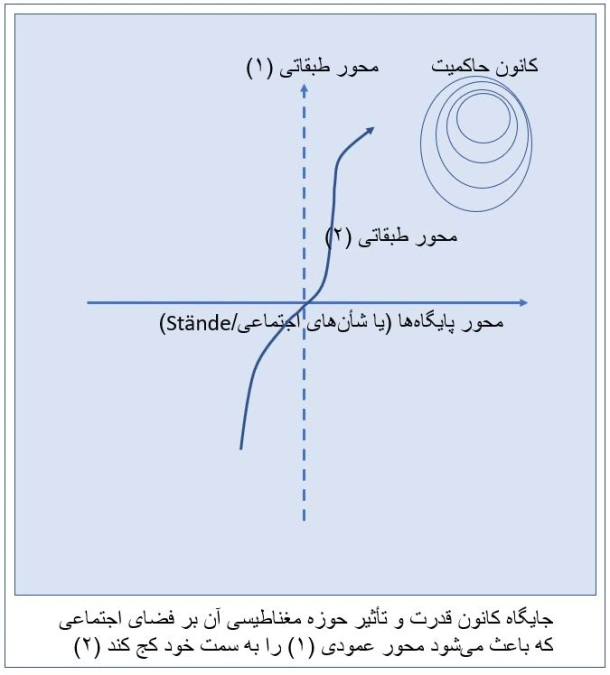 کانون حاکمیت
محور طبقاتی (۱)
محور طبقاتی (۲)
محور پایگاه‌ها (یا شأن‌های اجتماعی/Stände)
جایگاه کانون قدرت و تأثیر حوزه مغناطیسی آن بر فضای اجتماعی
که باعث می‌شود محور عمودی (۱) را به سمت خود کج کند (۲)